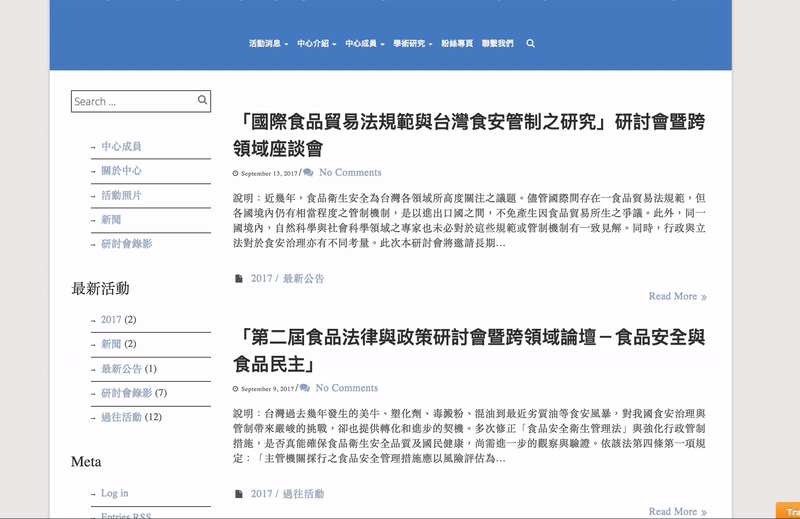 活動消息 中心介紹 中心成員 學術研究 粉絲專頁 聯繫我們
Search ...
中心成員
關於中心
活動照片
新聞
研討會錄影
最新活動
2017 (2)
新聞 (2)
最新公告 (1)
研討會錄影 (7)
過往活動 (12)
Meta
Log in
Entries RSS
「國際食品貿易法規範與台灣食安管制之研究」研討會暨跨
領域座談會
September 13, 2017 / No Comments
說明：近幾年，食品衛生安全為台灣各領域所高度關注之議題。儘管國際間存在一食品貿易法規範，但
各國境內仍有相當程度之管制機制，是以進出口國之間，不免產生因食品貿易所生之爭議。此外，同一
國境內，自然科學與社會科學領域之專家也未必對於這些規範或管制機制有一致見解。同時，行政與立
法對於食安治理亦有不同考量。此次本研討會將邀請長期…
2017 / 最新公告
Read More »
「第二屆食品法律與政策研討會暨跨領域論壇－食品安全與
食品民主」
September 9, 2017 / No Comments
說明：台灣過去幾年發生的美牛、塑化劑、毒澱粉、混油到最近劣質油等食安風暴，對我國食安治理與
管制帶來嚴峻的挑戰，卻也提供轉化和進步的契機。多次修正「食品安全衛生管理法」與強化行政管制
措施，是否真能確保食品衛生安全品質及國民健康，尚需進一步的觀察與驗證。依該法第四條第一項規
定：「主管機關採行之食品安全管理措施應以風險評估為…
2017 / 過往活動
Read More »